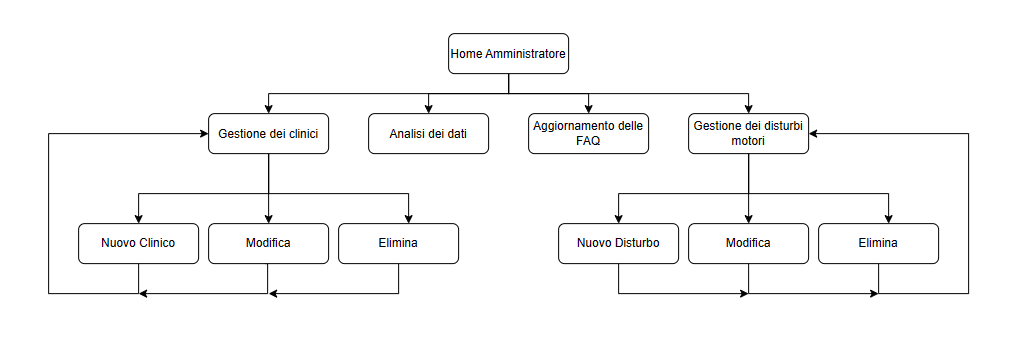 Home Amministratore
Gestione dei clinici
Analisi dei dati
Aggiornamento delle
FAQ
Gestione dei disturbi
motori
Nuovo Clinico
Modifica
Elimina
Nuovo Disturbo
Modifica
Elimina